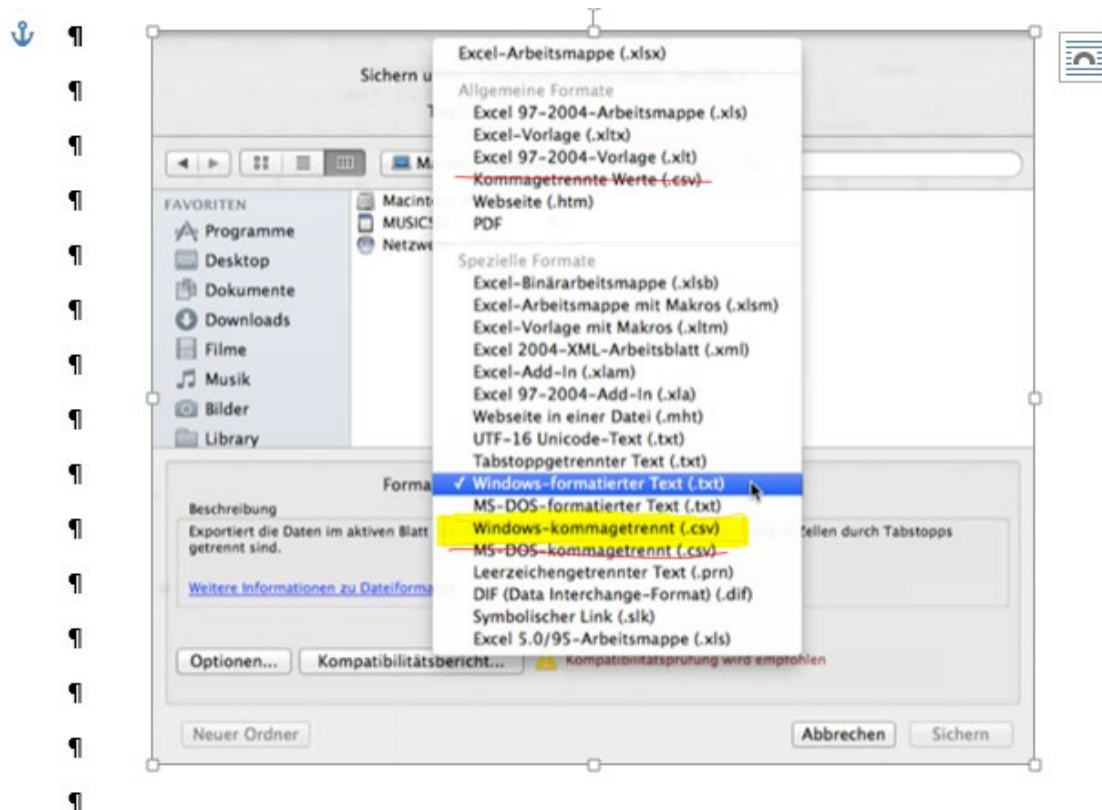 Excel-Arbeitsmappe (.xlsx)
Sichern u
Allgemeine Formate
Excel 97-2004-Arbeitsmappe (.xls)
Excel-Vorlage (.xltx)
Excel 97-2004-Vorlage (.xlt)
Kommagetrennte Werte (.csv)
Webseite (.htm)
PDF
FAVORITEN
Programme
Desktop
Dokumente
Downloads
Filme
Musik
Bilder
Library
Macint
MUSICS
Netzwe
Spezielle Formate
Excel-Binärarbeitsmappe (.xlsb)
Excel-Arbeitsmappe mit Makros (.xlsm)
Excel-Vorlage mit Makros (.xltm)
Excel 2004-XML-Arbeitsblatt (.xml)
Excel-Add-In (.xlam)
Excel 97-2004-Add-In (.xla)
Webseite in einer Datei (.mht)
UTF-16 Unicode-Text (.txt)
Tabstoppgetrennter Text (.txt)
Forma ✓ Windows-formatierter Text (.txt)
MS-DOS-formatierter Text (.txt)
Windows-kommagetrennt (.csv)
MS-DOS-kommagetrennt (.csv)
Leerzeichengetrennter Text (.prn)
DIF (Data Interchange-Format) (.dif)
Symbolischer Link (.slk)
Excel 5.0/95-Arbeitsmappe (.xls)
Beschreibung
Exportiert die Daten im aktiven Blatt Zellen durch Tabstopps
getrennt sind.
Weitere Informationen zu Dateiforma
Optionen... Kompatibilitätsbericht... Kompatibilitätsprüfung wird empfohlen
Neuer Ordner Abbrechen Sichern